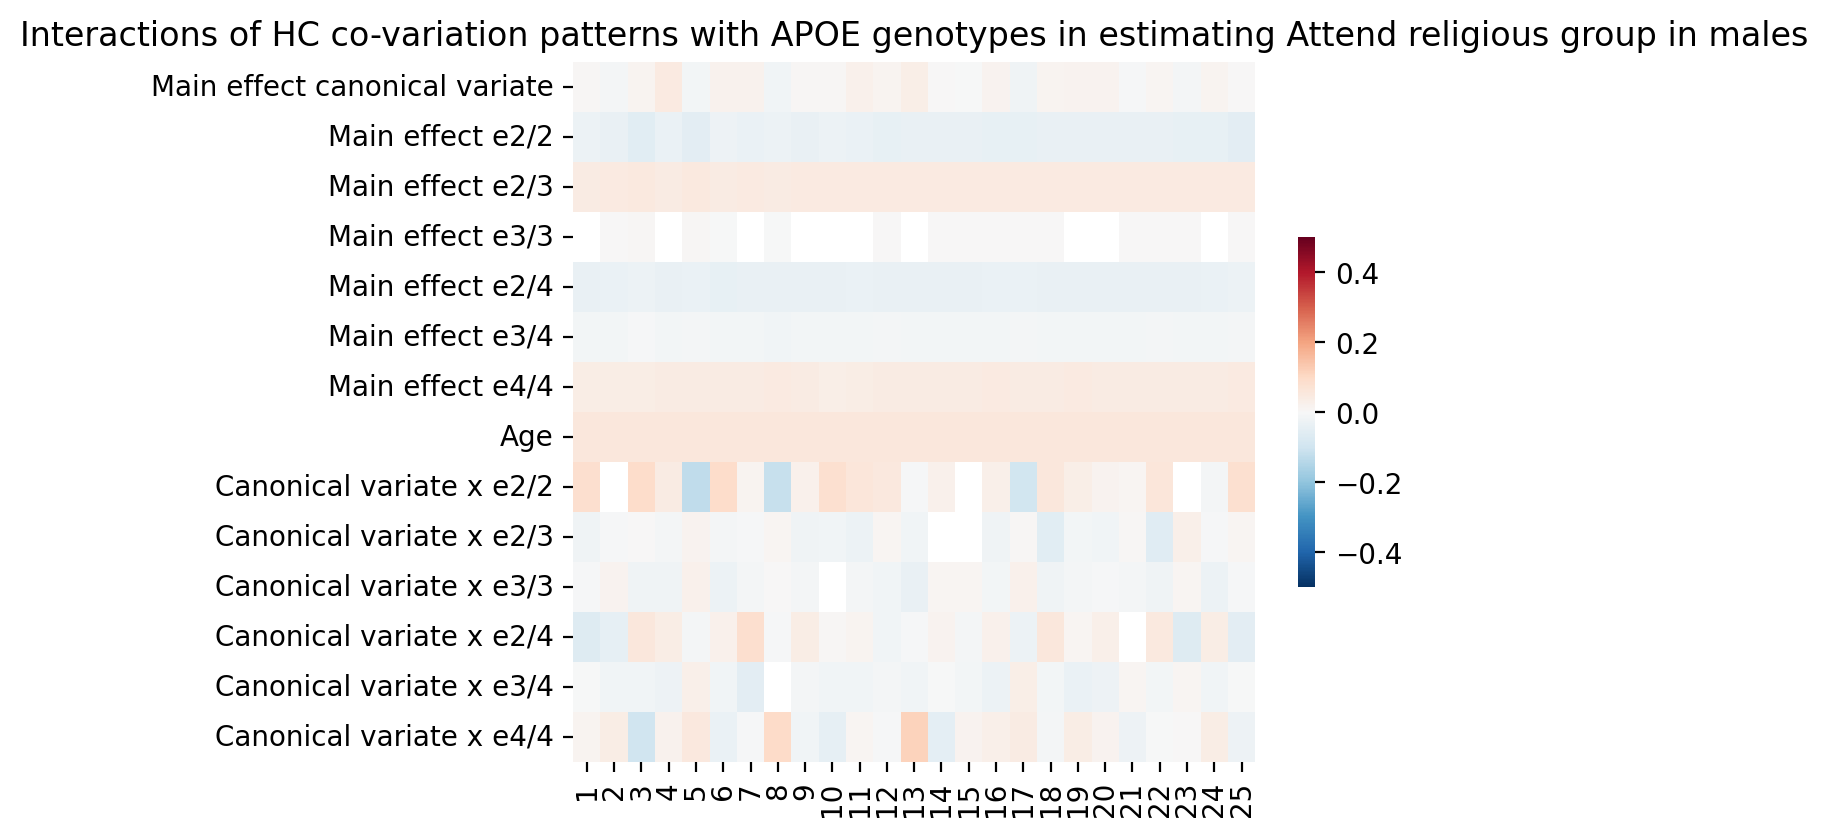 Interactions of HC co-variation patterns with APOE genotypes in estimating Attend religious group in males
Main effect canonical variate
Main effect e2/2
Main effect e2/3
Main effect e3/3
Main effect e2/4
Main effect e3/4
Main effect e4/4
Age
Canonical variate x e2/2
Canonical variate x e2/3
Canonical variate x e3/3
Canonical variate x e2/4
Canonical variate x e3/4
Canonical variate x e4/4
1 2 3 4 5 6 7 8 9 10 11 12 13 14 15 16 17 18 19 20 21 22 23 24 25
0.4
0.2
0.0
−0.2
−0.4